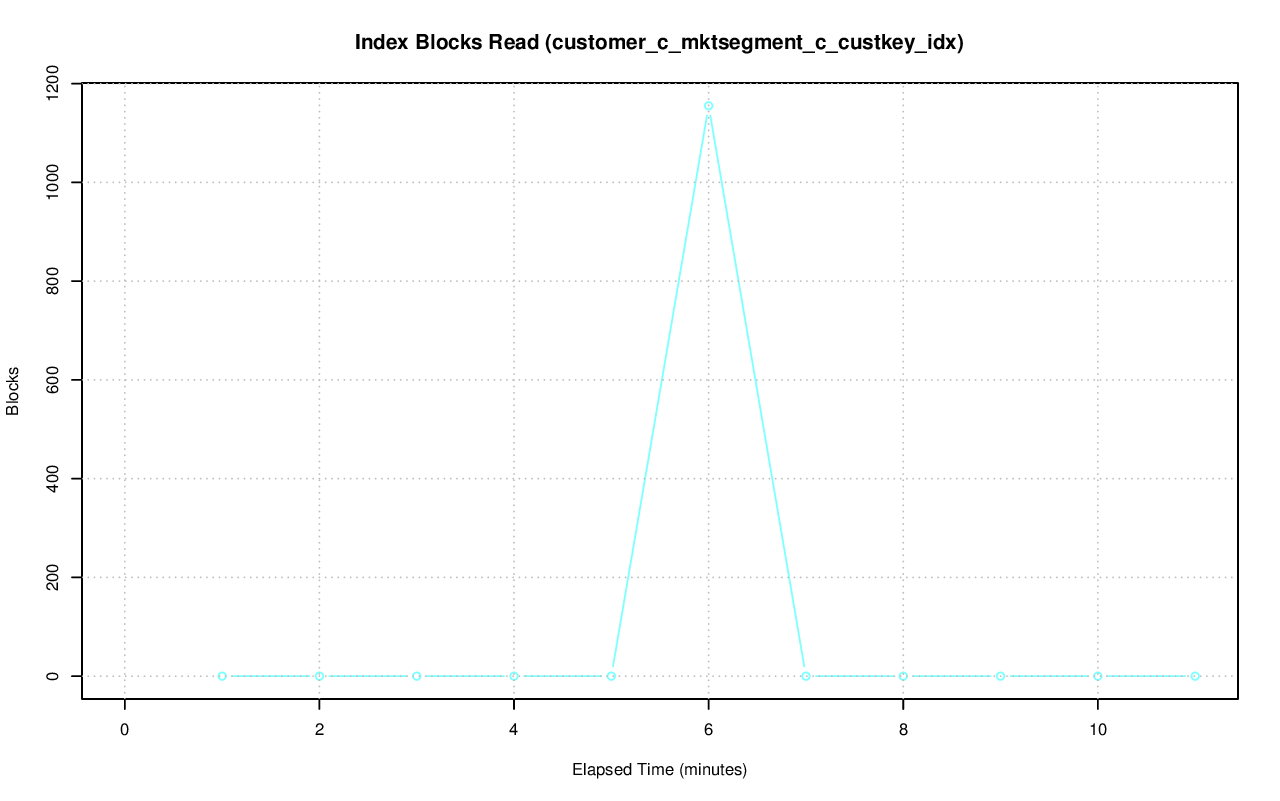 Index Blocks Read (customer_c_mktsegment_c_custkey_idx)
1200
1000
800
600
400
200
0
Blocks
0 2 4 6 8 10
Elapsed Time (minutes)